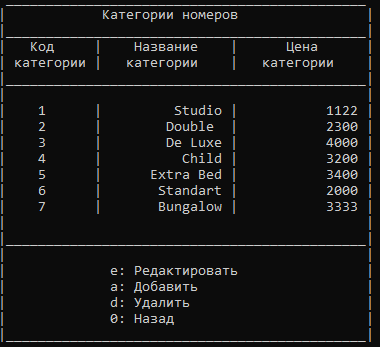 Категории номеров
Код | Название | Цена
категории | категории | категории
1 | Studio | 1122
2 | Double | 2300
3 | De Luxe | 4000
4 | Child | 3200
5 | Extra Bed | 3400
6 | Standart | 2000
7 | Bungalow | 3333
e: Редактировать
a: Добавить
d: Удалить
0: Назад